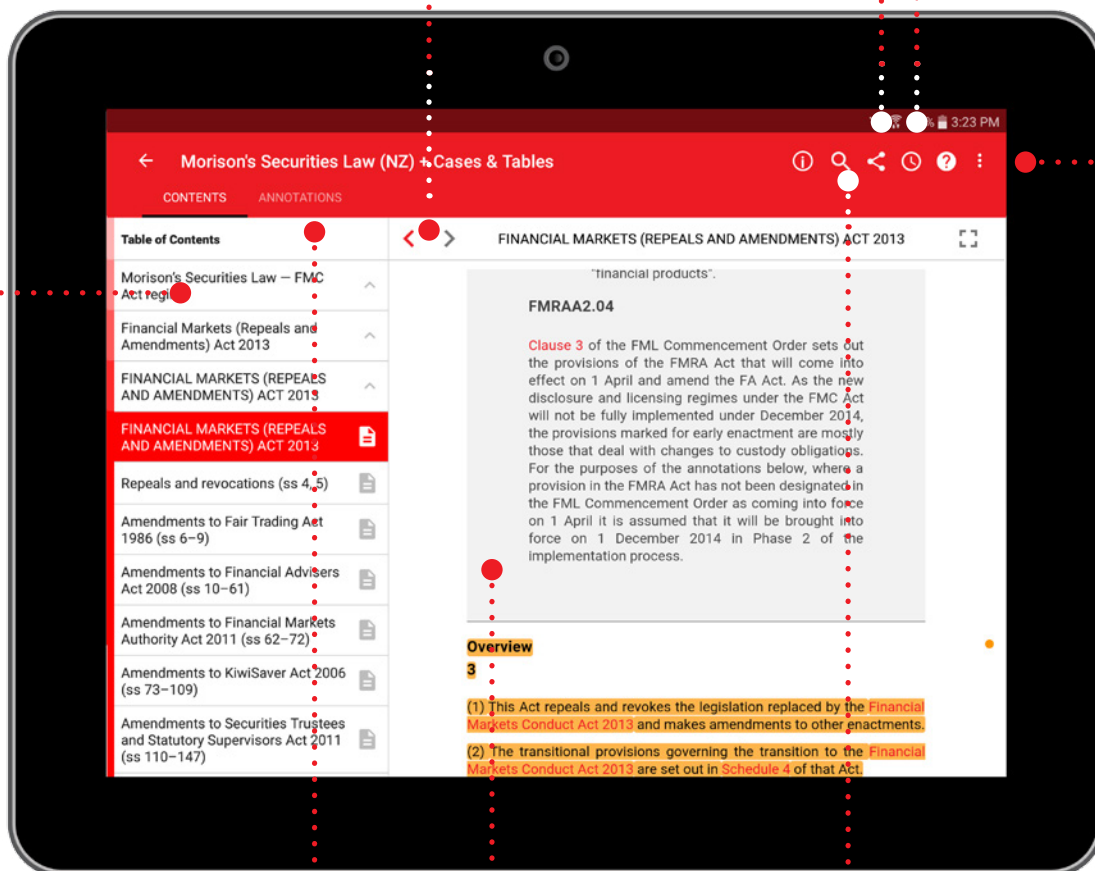 % 3:23 PM
Morison's Securities Law (NZ) + Cases & Tables
CONTENTS ANNOTATIONS
Table of Contents
FINANCIAL MARKETS (REPEALS AND AMENDMENTS) ACT 2013
Morison's Securities Law — FMC
Act
Financial Markets (Repeals and
Amendments) Act 2013
FINANCIAL MARKETS (REPEALS
AND AMENDMENTS) ACT 2013
FINANCIAL MARKETS (REPEALS
AND AMENDMENTS) ACT 2013
Repeals and revocations (ss 4, 5)
Amendments to Fair Trading Act
1986 (ss 6–9)
Amendments to Financial Advisers
Act 2008 (ss 10–61)
Amendments to Financial Markets
Authority Act 2011 (ss 62–72)
Amendments to KiwiSaver Act 2006
(ss 73–109)
Amendments to Securities Trustees
and Statutory Supervisors Act 2011
(ss 110–147)
"financial products".
FMRAA2.04
Clause 3 of the FML Commencement Order sets out
the provisions of the FMRA Act that will come into
effect on 1 April and amend the FA Act. As the new
disclosure and licensing regimes under the FMC Act
will not be fully implemented under December 2014,
the provisions marked for early enactment are mostly
those that deal with changes to custody obligations.
For the purposes of the annotations below, where a
provision in the FMRA Act has not been designated in
the FML Commencement Order as coming into force
on 1 April it is assumed that it will be brought into
force on 1 December 2014 in Phase 2 of the
implementation process.
Overview
3
(1) This Act repeals and revokes the legislation replaced by the Financial
Markets Conduct Act 2013 and makes amendments to other enactments.
(2) The transitional provisions governing the transition to the Financial
Markets Conduct Act 2013 are set out in Schedule 4 of that Act.